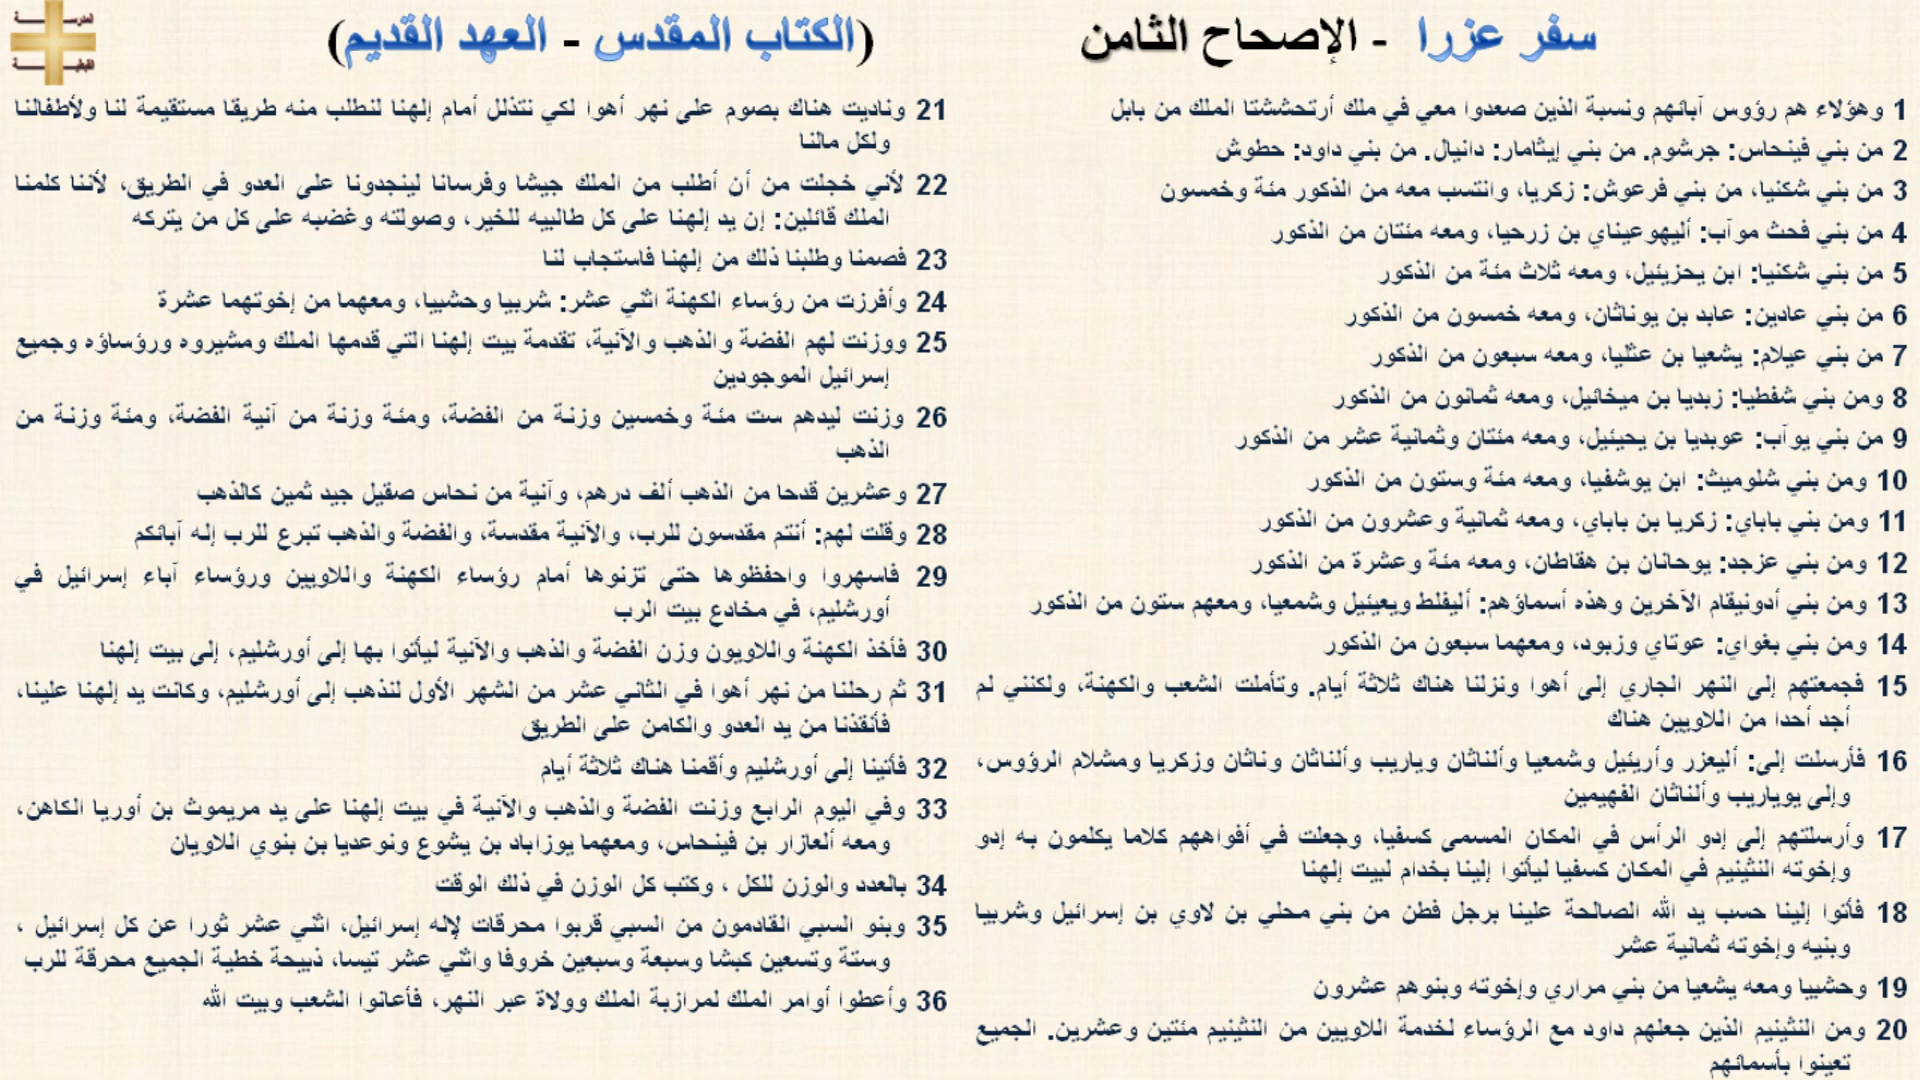 سفر عزرا - الإصحاح الثامن
(الكتاب المقدس - العهد القديم)
1 وهؤلاء هم رؤوس آبائهم ونسبة الذين صعدوا معي في ملك أرتحششتا الملك من بابل
2 من بني فينحاس: جرشوم. من بني إيثامار: دانيال. من بني داود: حطوش
3 من بني شكنيا، من بني فرعوش: زكريا، وانتسب معه من الذكور مئة وخمسون
4 من بني فحث موآب: أليهوعيناي بن زرحيا، ومعه مئتان من الذكور
5 من بني شكنيا: ابن يحزيئيل، ومعه ثلاث مئة من الذكور
6 من بني عادين: عابد بن يوناثان، ومعه خمسون من الذكور
7 من بني عيلام: يشعيا بن عثليا، ومعه سبعون من الذكور
8 ومن بني شفطيا: زبديا بن ميخائيل، ومعه ثمانون من الذكور
9 من بني يوآب: عوبديا بن يحيئيل، ومعه مئتان وثمانية عشر من الذكور
10 ومن بني شلوميث: ابن يوشفيا، ومعه مئة وستون من الذكور
11 ومن بني باباي: زكريا بن باباي، ومعه ثمانية وعشرون من الذكور
12 ومن بني عزجد: يوحانان بن هقاطان، ومعه مئة وعشرة من الذكور
13 ومن بني أدونيقام الآخرين وهذه أسماؤهم: أليفلط ويعيئيل وشمعيا، ومعهم ستون من الذكور
14 ومن بني بغواي: عوتاي وزبود، ومعهما سبعون من الذكور
15 فجمعتهم إلى النهر الجاري إلى أهوا ونزلنا هناك ثلاثة أيام. وتأملت الشعب والكهنة، ولكنني لم
أجد أحدا من اللاويين هناك
16 فأرسلت إلى: أليعزر وأريئيل وشمعيا وألناثان وياريب وألناثان وناثان وزكريا ومشلام الرؤوس،
وإلى يوياريب وألناثان الفهيمين
17 وأرسلتهم إلى إدو الرأس في المكان المسمى كسفيا، وجعلت في أفواههم كلاما يكلمون به إدو
وإخوته النثينيم في المكان كسفيا ليأتوا إلينا بخدام لبيت إلهنا
18 فأتوا إلينا حسب يد الله الصالحة علينا برجل فطن من بني محلي بن لاوي بن إسرائيل وشربيا
وبنيه وإخوته ثمانية عشر
19 وحشبيا ومعه يشعيا من بني مراري وإخوته وبنوهم عشرون
20 ومن النثينيم الذين جعلهم داود مع الرؤساء لخدمة اللاويين من النثينيم مئتين وعشرين. الجميع
تعينوا بأسمائهم
21 وناديت هناك بصوم على نهر أهوا لكي نتذلل أمام إلهنا لنطلب منه طريقا مستقيمة لنا ولأطفالنا
ولكل مالنا
22 لأني خجلت من أن أطلب من الملك جيشا وفرسانا لينجدونا على العدو في الطريق، لأننا كلمنا
الملك قائلين: إن يد إلهنا على كل طالبيه للخير، وصولته وغضبه على كل من يتركه
23 فصمنا وطلبنا ذلك من إلهنا فاستجاب لنا
24 وأفرزت من رؤساء الكهنة اثني عشر: شربيا وحشبيا، ومعهما من إخوتهما عشرة
25 ووزنت لهم الفضة والذهب والآنية، تقدمة بيت إلهنا التي قدمها الملك ومشيروه ورؤساؤه وجميع
إسرائيل الموجودين
26 وزنت ليدهم ست مئة وخمسين وزنة من الفضة، ومئة وزنة من آنية الفضة، ومئة وزنة من
الذهب
27 وعشرين قدحا من الذهب ألف درهم، وآنية من نحاس صقيل جيد ثمين كالذهب
28 وقلت لهم: أنتم مقدسون للرب، والآنية مقدسة، والفضة والذهب تبرع للرب إله آبائكم
29 فاسهروا واحفظوها حتى تزنوها أمام رؤساء الكهنة واللاويين ورؤساء آباء إسرائيل في
أورشليم، في مخادع بيت الرب
30 فأخذ الكهنة واللاويون وزن الفضة والذهب والآنية ليأتوا بها إلى أورشليم، إلى بيت إلهنا
31 ثم رحلنا من نهر أهوا في الثاني عشر من الشهر الأول لنذهب إلى أورشليم، وكانت يد إلهنا علينا،
فأنقذنا من يد العدو والكامن على الطريق
32 فأتينا إلى أورشليم وأقمنا هناك ثلاثة أيام
33 وفي اليوم الرابع وزنت الفضة والذهب والآنية في بيت إلهنا على يد مريموث بن أوريا الكاهن،
ومعه ألعازار بن فينحاس، ومعهما يوزاباد بن يشوع ونوعديا بن بنوي اللاويان
34 بالعدد والوزن للكل ، وكتب كل الوزن في ذلك الوقت
35 وبنو السبي القادمون من السبي قربوا محرقات لإله إسرائيل، اثني عشر ثورا عن كل إسرائيل ،
وستة وتسعين كبشا وسبعة وسبعين خروفا واثني عشر تيسا، ذبيحة خطية الجميع محرقة للرب
36 وأعطوا أوامر الملك لمرازبة الملك وولاة عبر النهر، فأعانوا الشعب وبيت الله